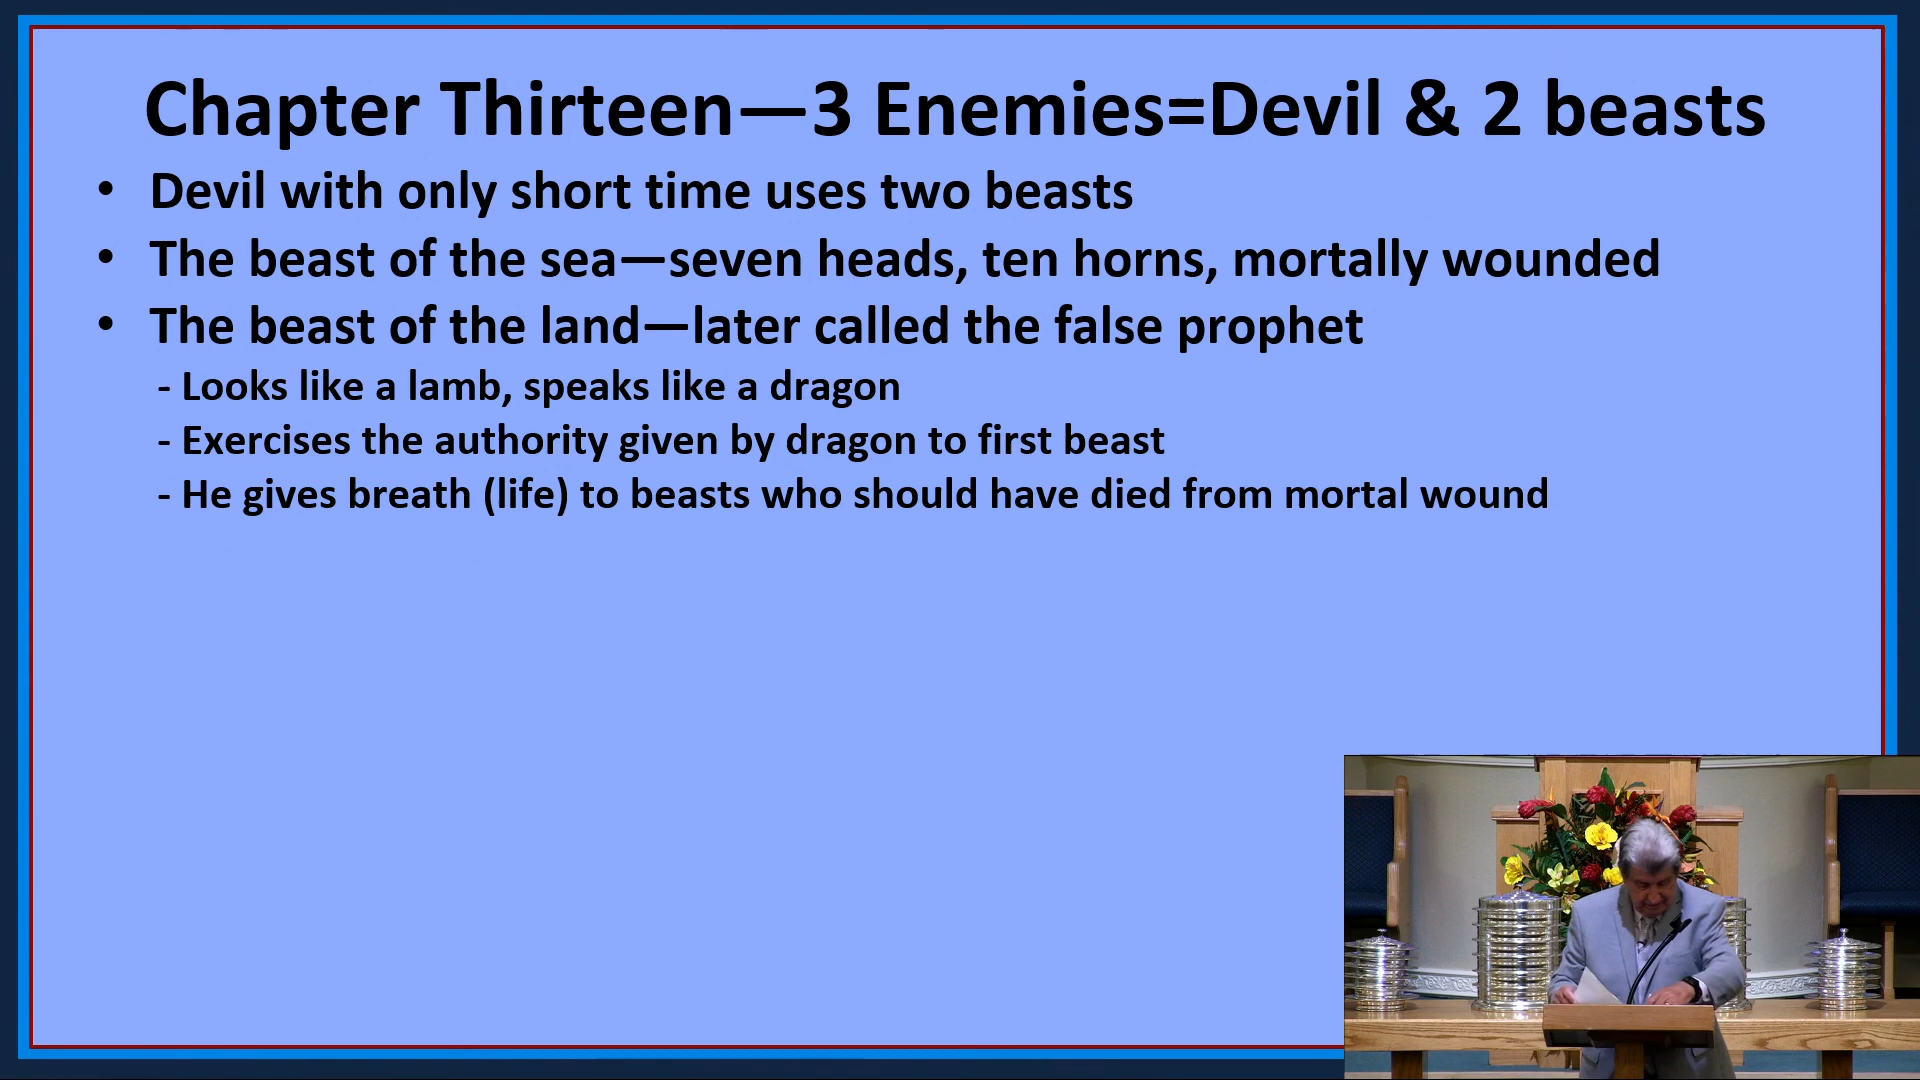 Chapter Thirteen—3 Enemies=Devil & 2 beasts
• Devil with only short time uses two beasts
• The beast of the sea—seven heads, ten horns, mortally wounded
• The beast of the land—later called the false prophet
- Looks like a lamb, speaks like a dragon
- Exercises the authority given by dragon to first beast
- He gives breath (life) to beasts who should have died from mortal wound